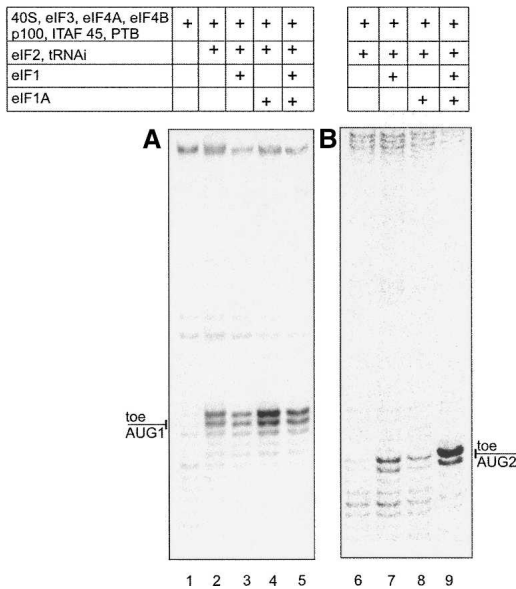 40S, eIF3, eIF4A, eIF4B + + + + + + + + +
p100, ITAF 45, PTB
eIF2, tRNAi + + + + + + + +
eIF1 + + + +
eIF1A + + + +
A B
toe
AUG1
toe
AUG2
1 2 3 4 5 6 7 8 9